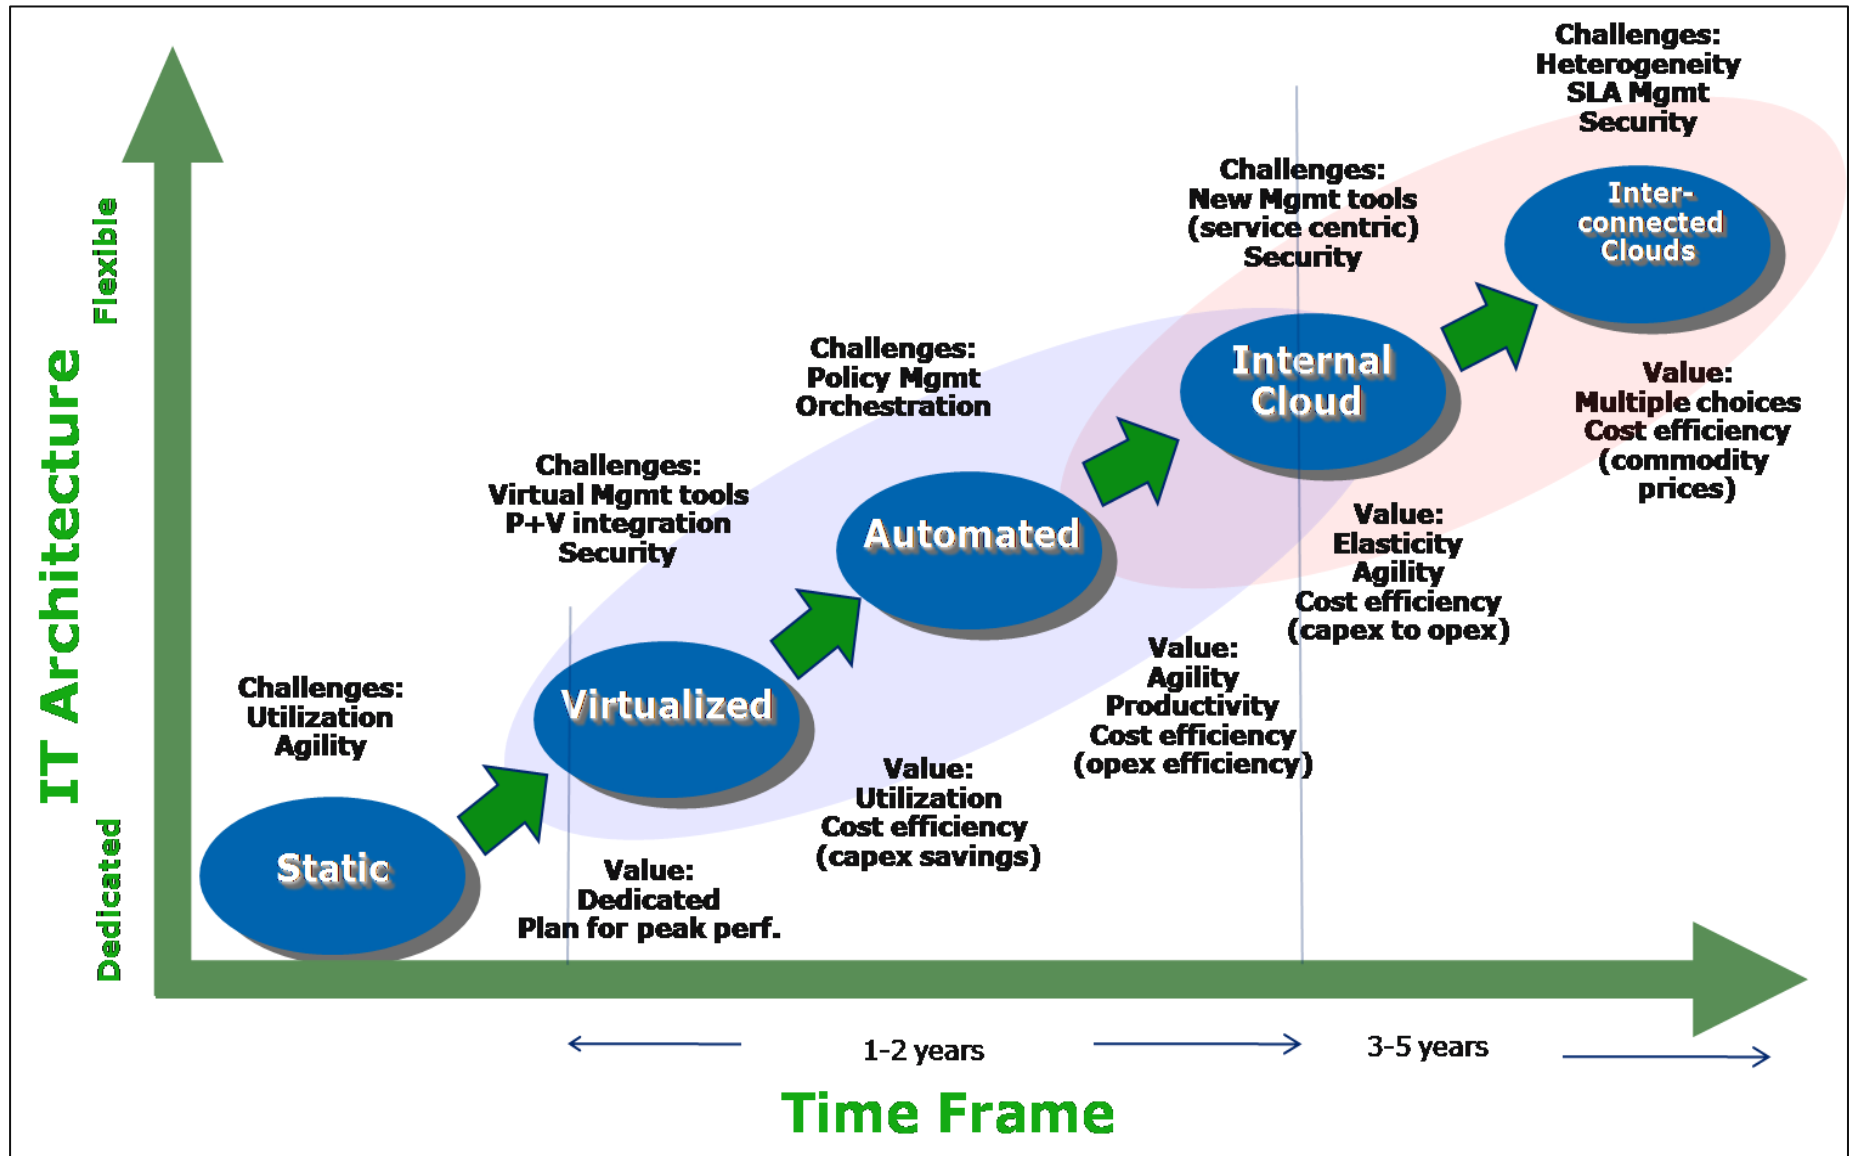 IT Architecture
Flexible
Dedicated
Challenges:
Utilization
Agility
Static
Value:
Dedicated
Plan for peak perf.
Challenges:
Virtual Mgmt tools
P+V integration
Security
Virtualized
Value:
Utilization
Cost efficiency
(capex savings)
Challenges:
Policy Mgmt
Orchestration
Automated
Value:
Agility
Productivity
Cost efficiency
(opex efficiency)
Challenges:
New Mgmt tools
(service centric)
Security
Internal
Cloud
Value:
Elasticity
Agility
Cost efficiency
(capex to opex)
Challenges:
Heterogeneity
SLA Mgmt
Security
Inter-
connected
Clouds
Value:
Multiple choices
Cost efficiency
(commodity
prices)
1-2 years
3-5 years
Time Frame